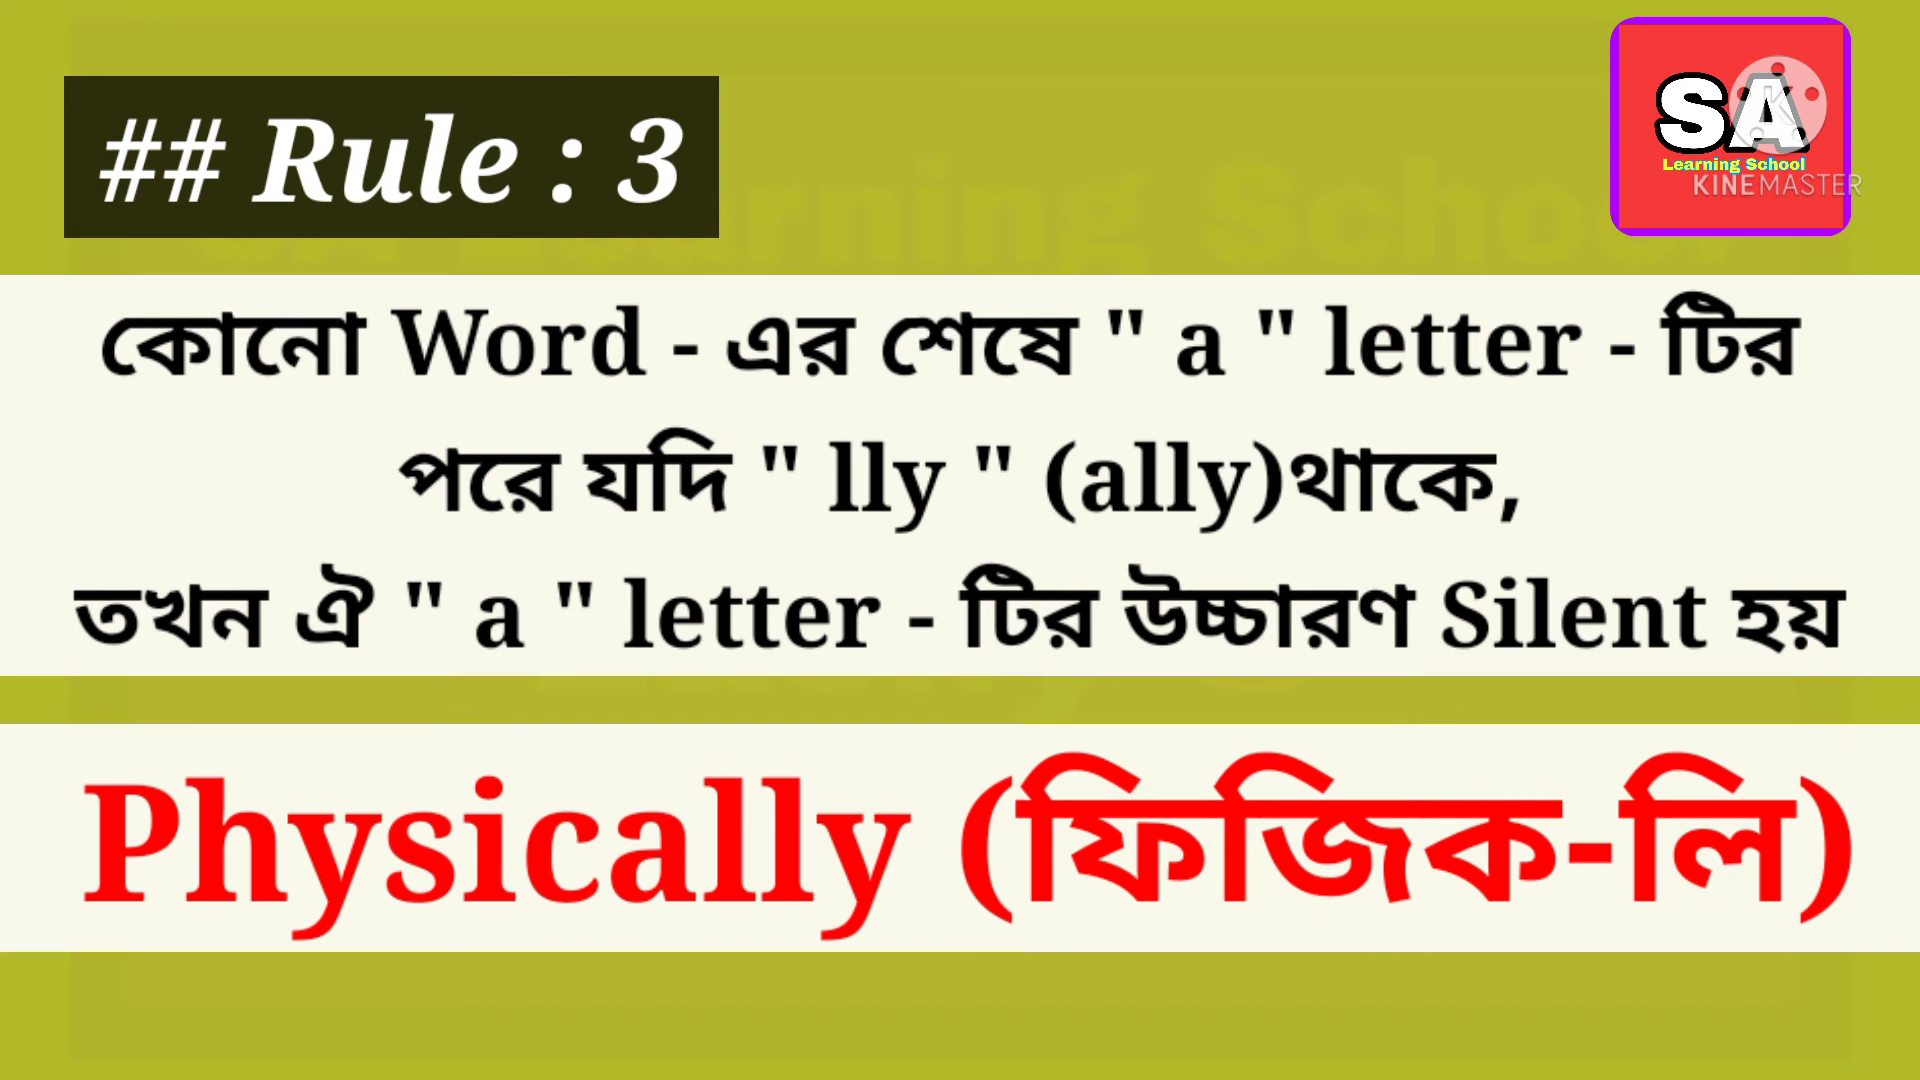 ## Rule : 3
SA
Learning School
KINEMASTER
কোনো Word - এর শেষে " a " letter - টির
পরে যদি " lly " (ally)থাকে,
তখন ঐ " a " letter - টির উচ্চারণ Silent হয়
Physically (ফিজিক-লি)